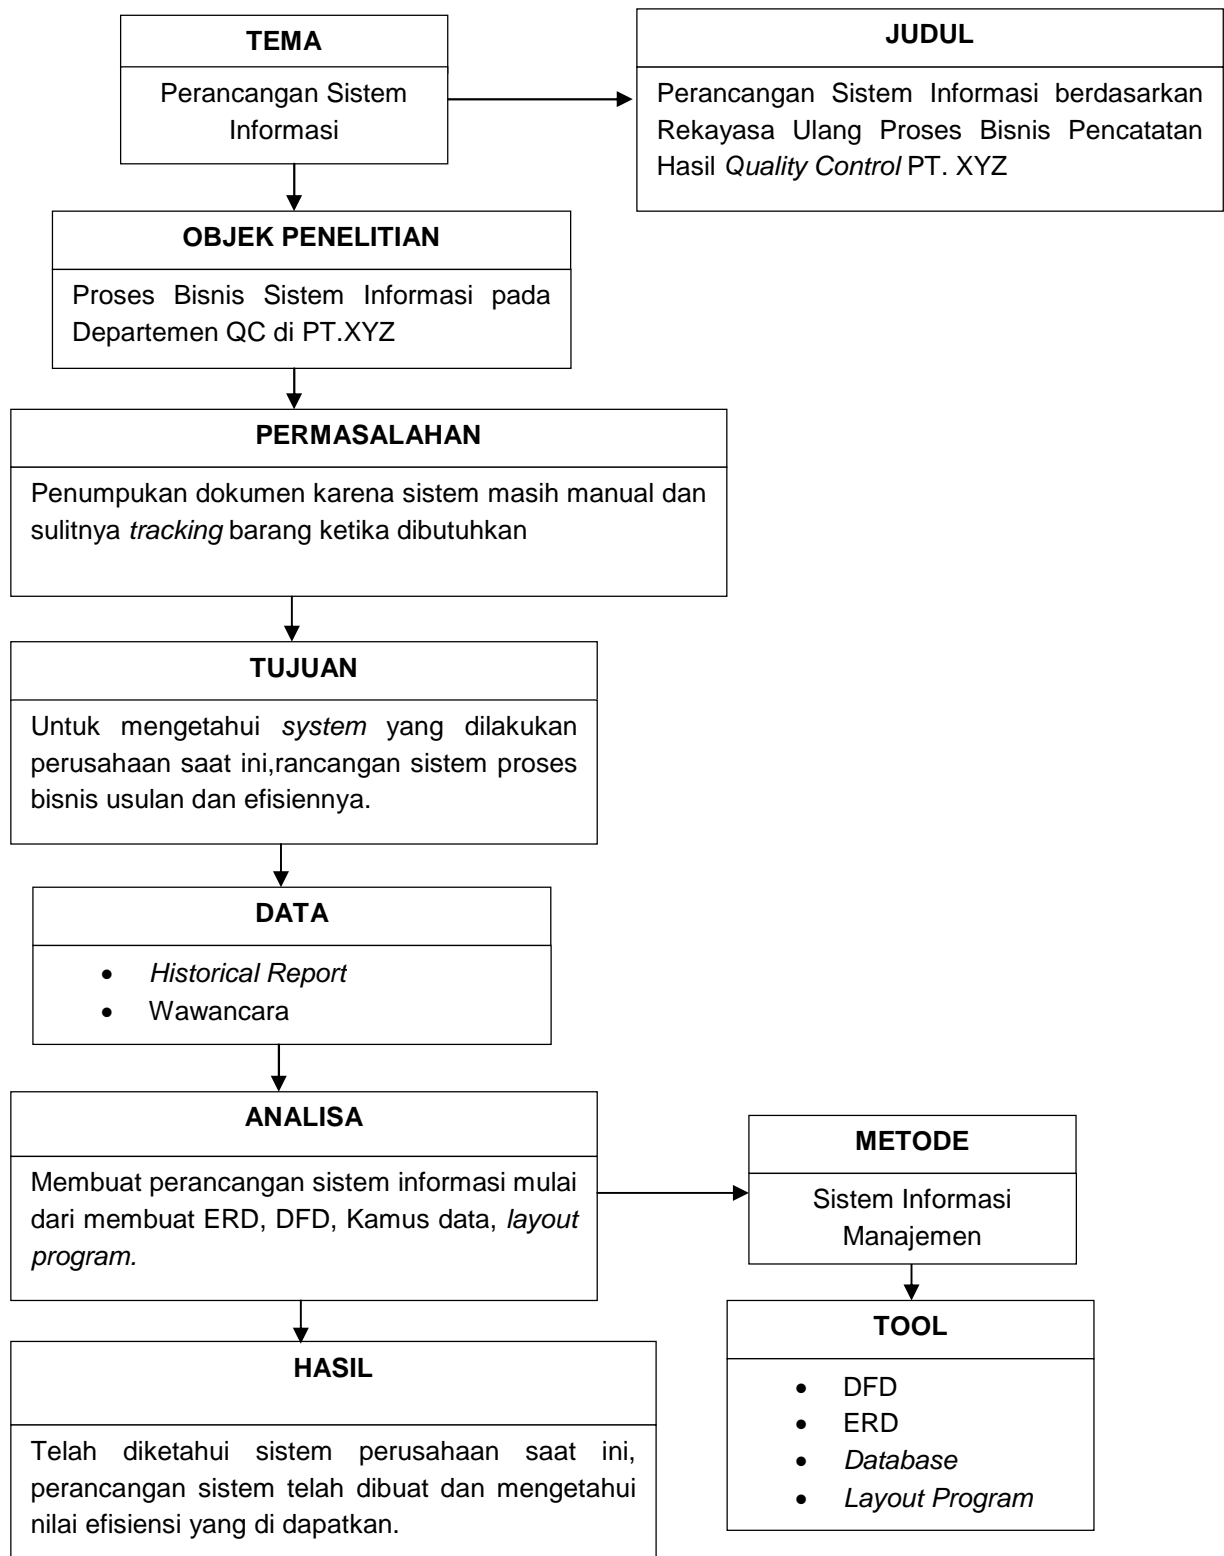 TEMA
Perancangan Sistem
Informasi
JUDUL
Perancangan Sistem Informasi berdasarkan
Rekayasa Ulang Proses Bisnis Pencatatan
Hasil Quality Control PT. XYZ
OBJEK PENELITIAN
Proses Bisnis Sistem Informasi pada
Departemen QC di PT.XYZ
PERMASALAHAN
Penumpukan dokumen karena sistem masih manual dan
sulitnya tracking barang ketika dibutuhkan
TUJUAN
Untuk mengetahui system yang dilakukan
perusahaan saat ini,rancangan sistem proses
bisnis usulan dan efisiennya.
DATA
• Historical Report
• Wawancara
ANALISA
Membuat perancangan sistem informasi mulai
dari membuat ERD, DFD, Kamus data, layout
program.
METODE
Sistem Informasi
Manajemen
TOOL
• DFD
• ERD
• Database
• Layout Program
HASIL
Telah diketahui sistem perusahaan saat ini,
perancangan sistem telah dibuat dan mengetahui
nilai efisiensi yang di dapatkan.